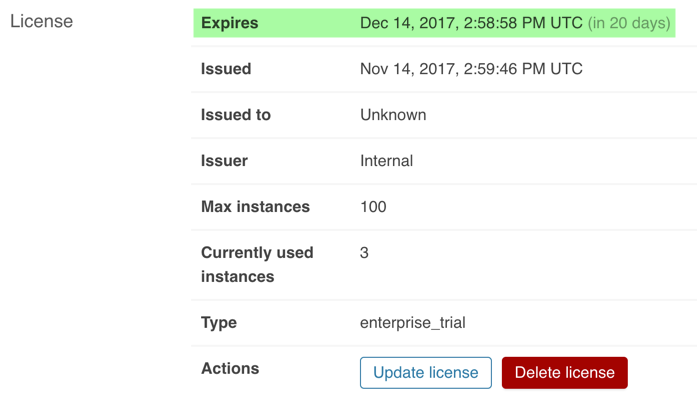 License
Expires Dec 14, 2017, 2:58:58 PM UTC (in 20 days)
Issued Nov 14, 2017, 2:59:46 PM UTC
Issued to Unknown
Issuer Internal
Max instances 100
Currently used 3
instances
Type enterprise_trial
Actions Update license Delete license